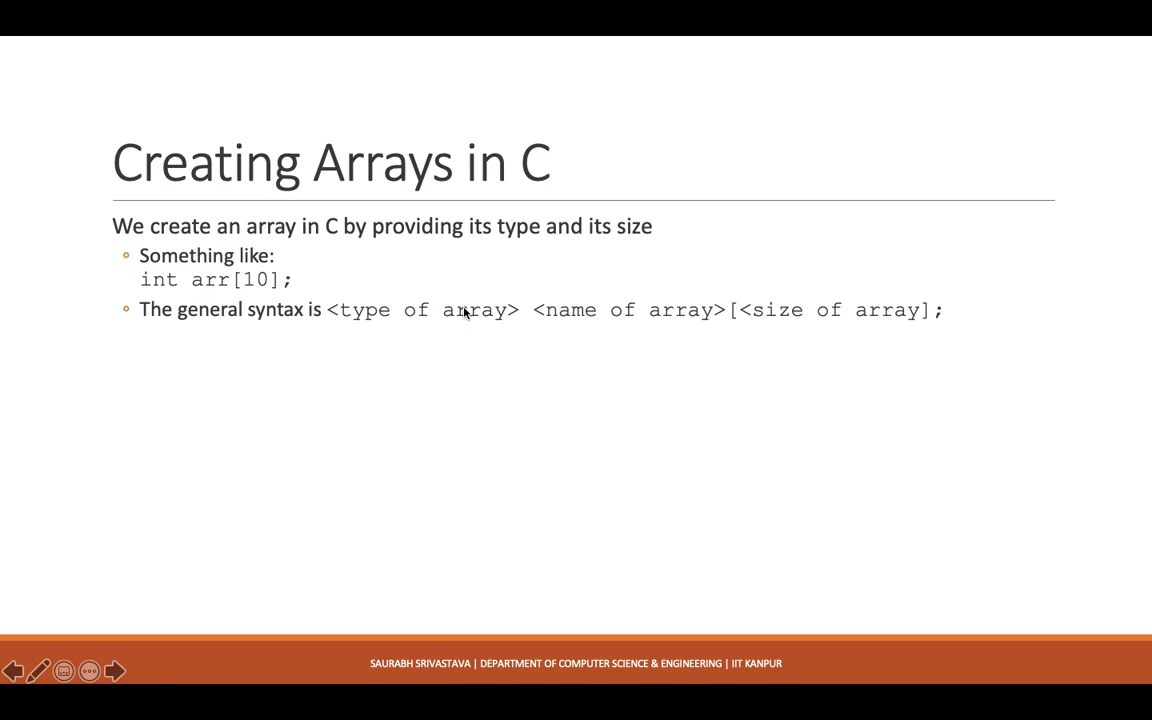 Creating Arrays in C
We create an array in C by providing its type and its size
Something like:
int arr[10];
The general syntax is <type of array> <name of array>[<size of array];
SAURABH SRIVASTAVA | DEPARTMENT OF COMPUTER SCIENCE & ENGINEERING | IIT KANPUR